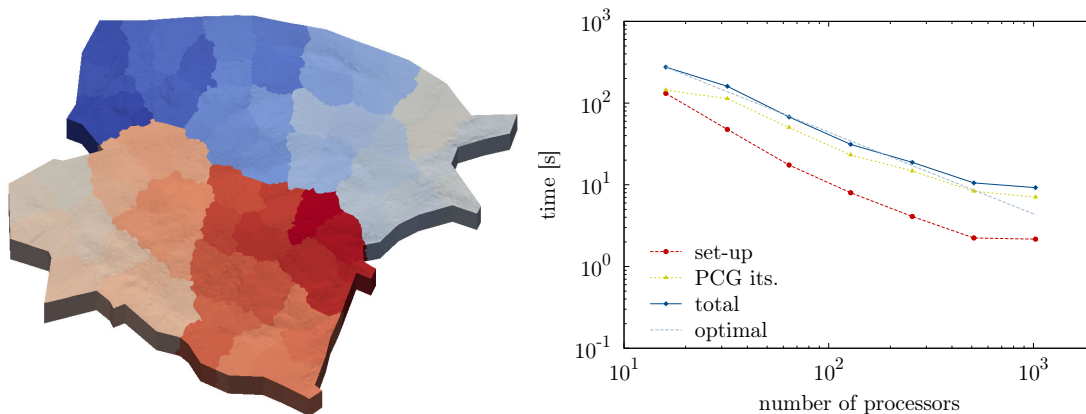 10^3
10^2
10^1
10^0
10^-1
time [s]
set-up
PCG its.
total
optimal
10^1
10^2
10^3
number of processors